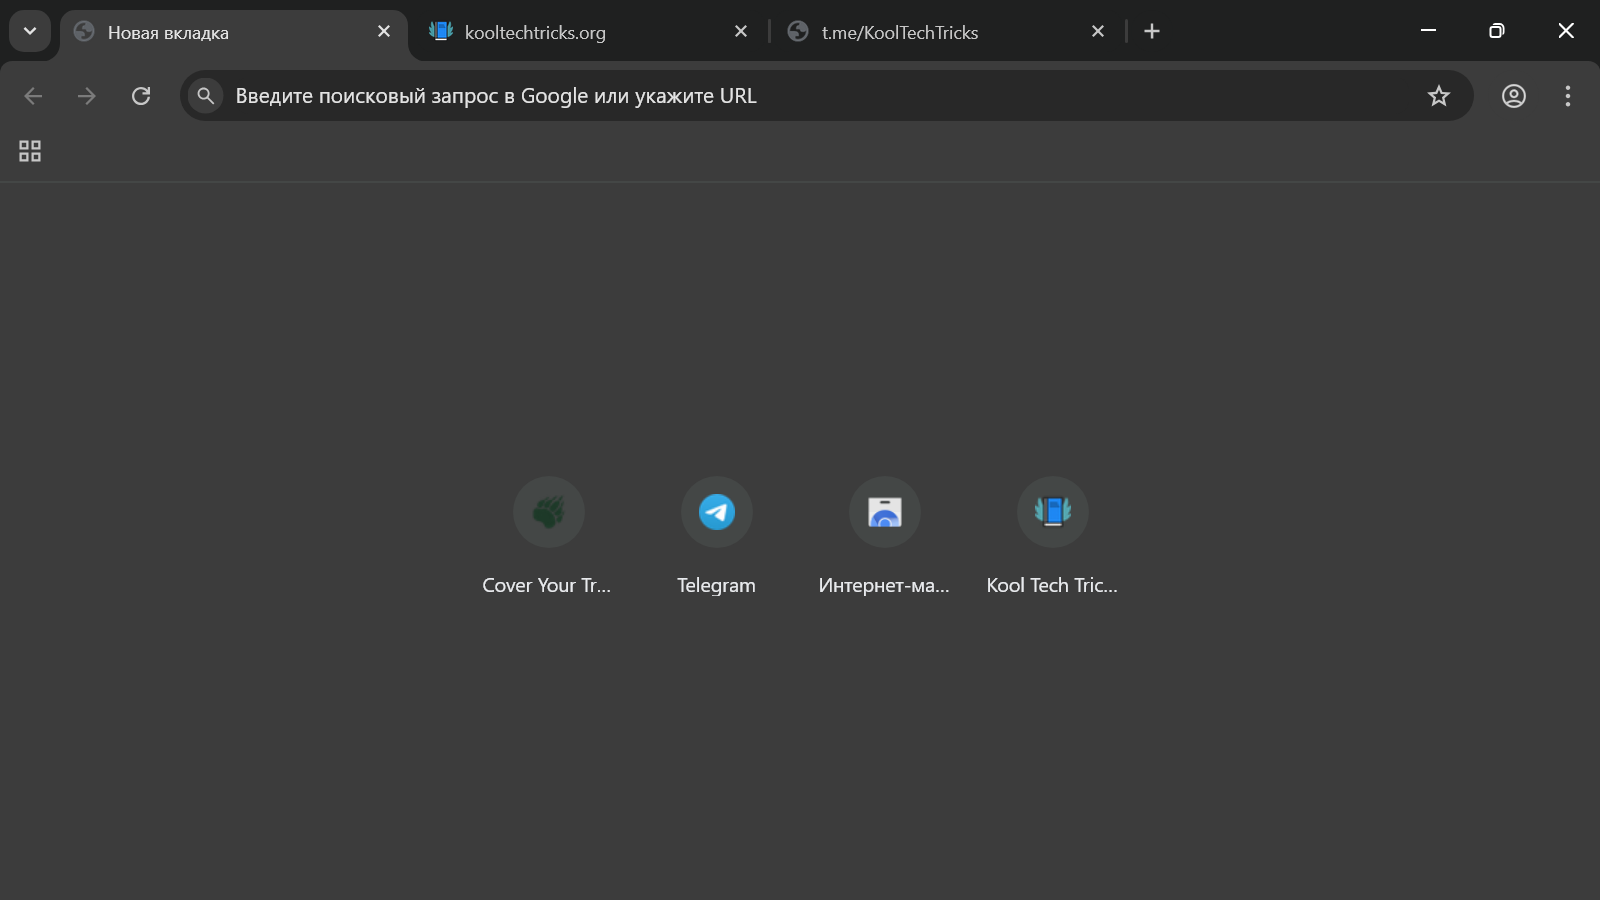 Новая вкладка
kooltechtricks.org
t.me/KoolTechTricks
Введите поисковый запрос в Google или укажите URL
Cover Your Tr...
Telegram
Интернет-ма...
Kool Tech Tric...